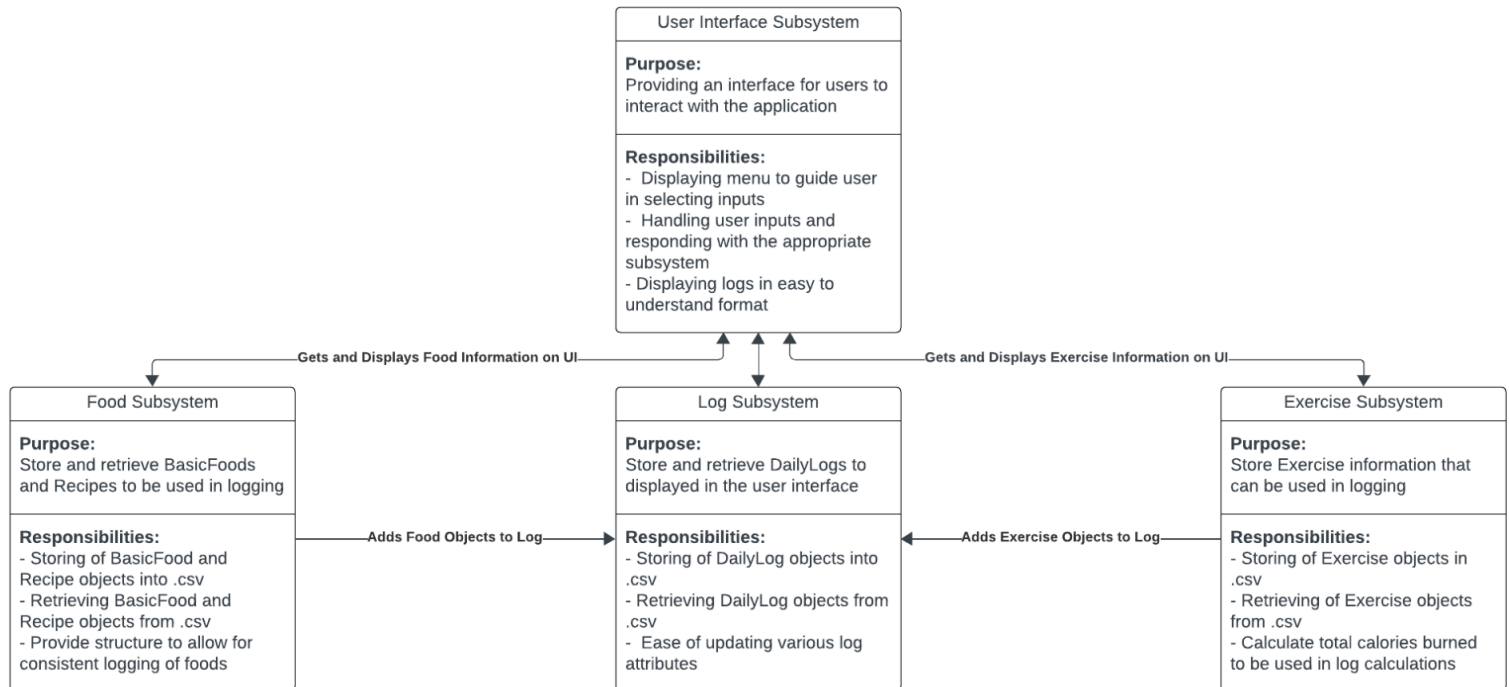 User Interface Subsystem
Purpose:
Providing an interface for users to
interact with the application
Responsibilities:
-  Displaying menu to guide user
in selecting inputs
-  Handling user inputs and
responding with the appropriate
subsystem
- Displaying logs in easy to
understand format
Gets and Displays Food Information on UI
Gets and Displays Exercise Information on UI
Food Subsystem
Purpose:
Store and retrieve BasicFoods
and Recipes to be used in logging
Responsibilities:
- Storing of BasicFood and
Recipe objects into .csv
- Retrieving BasicFood and
Recipe objects from .csv
- Provide structure to allow for
consistent logging of foods
Adds Food Objects to Log
Log Subsystem
Purpose:
Store and retrieve DailyLogs to
displayed in the user interface
Responsibilities:
- Storing of DailyLog objects into
.csv
- Retrieving DailyLog objects from
.csv
-  Ease of updating various log
attributes
Adds Exercise Objects to Log
Exercise Subsystem
Purpose:
Store Exercise information that
can be used in logging
Responsibilities:
- Storing of Exercise objects in
.csv
- Retrieving of Exercise objects
from .csv
- Calculate total calories burned
to be used in log calculations